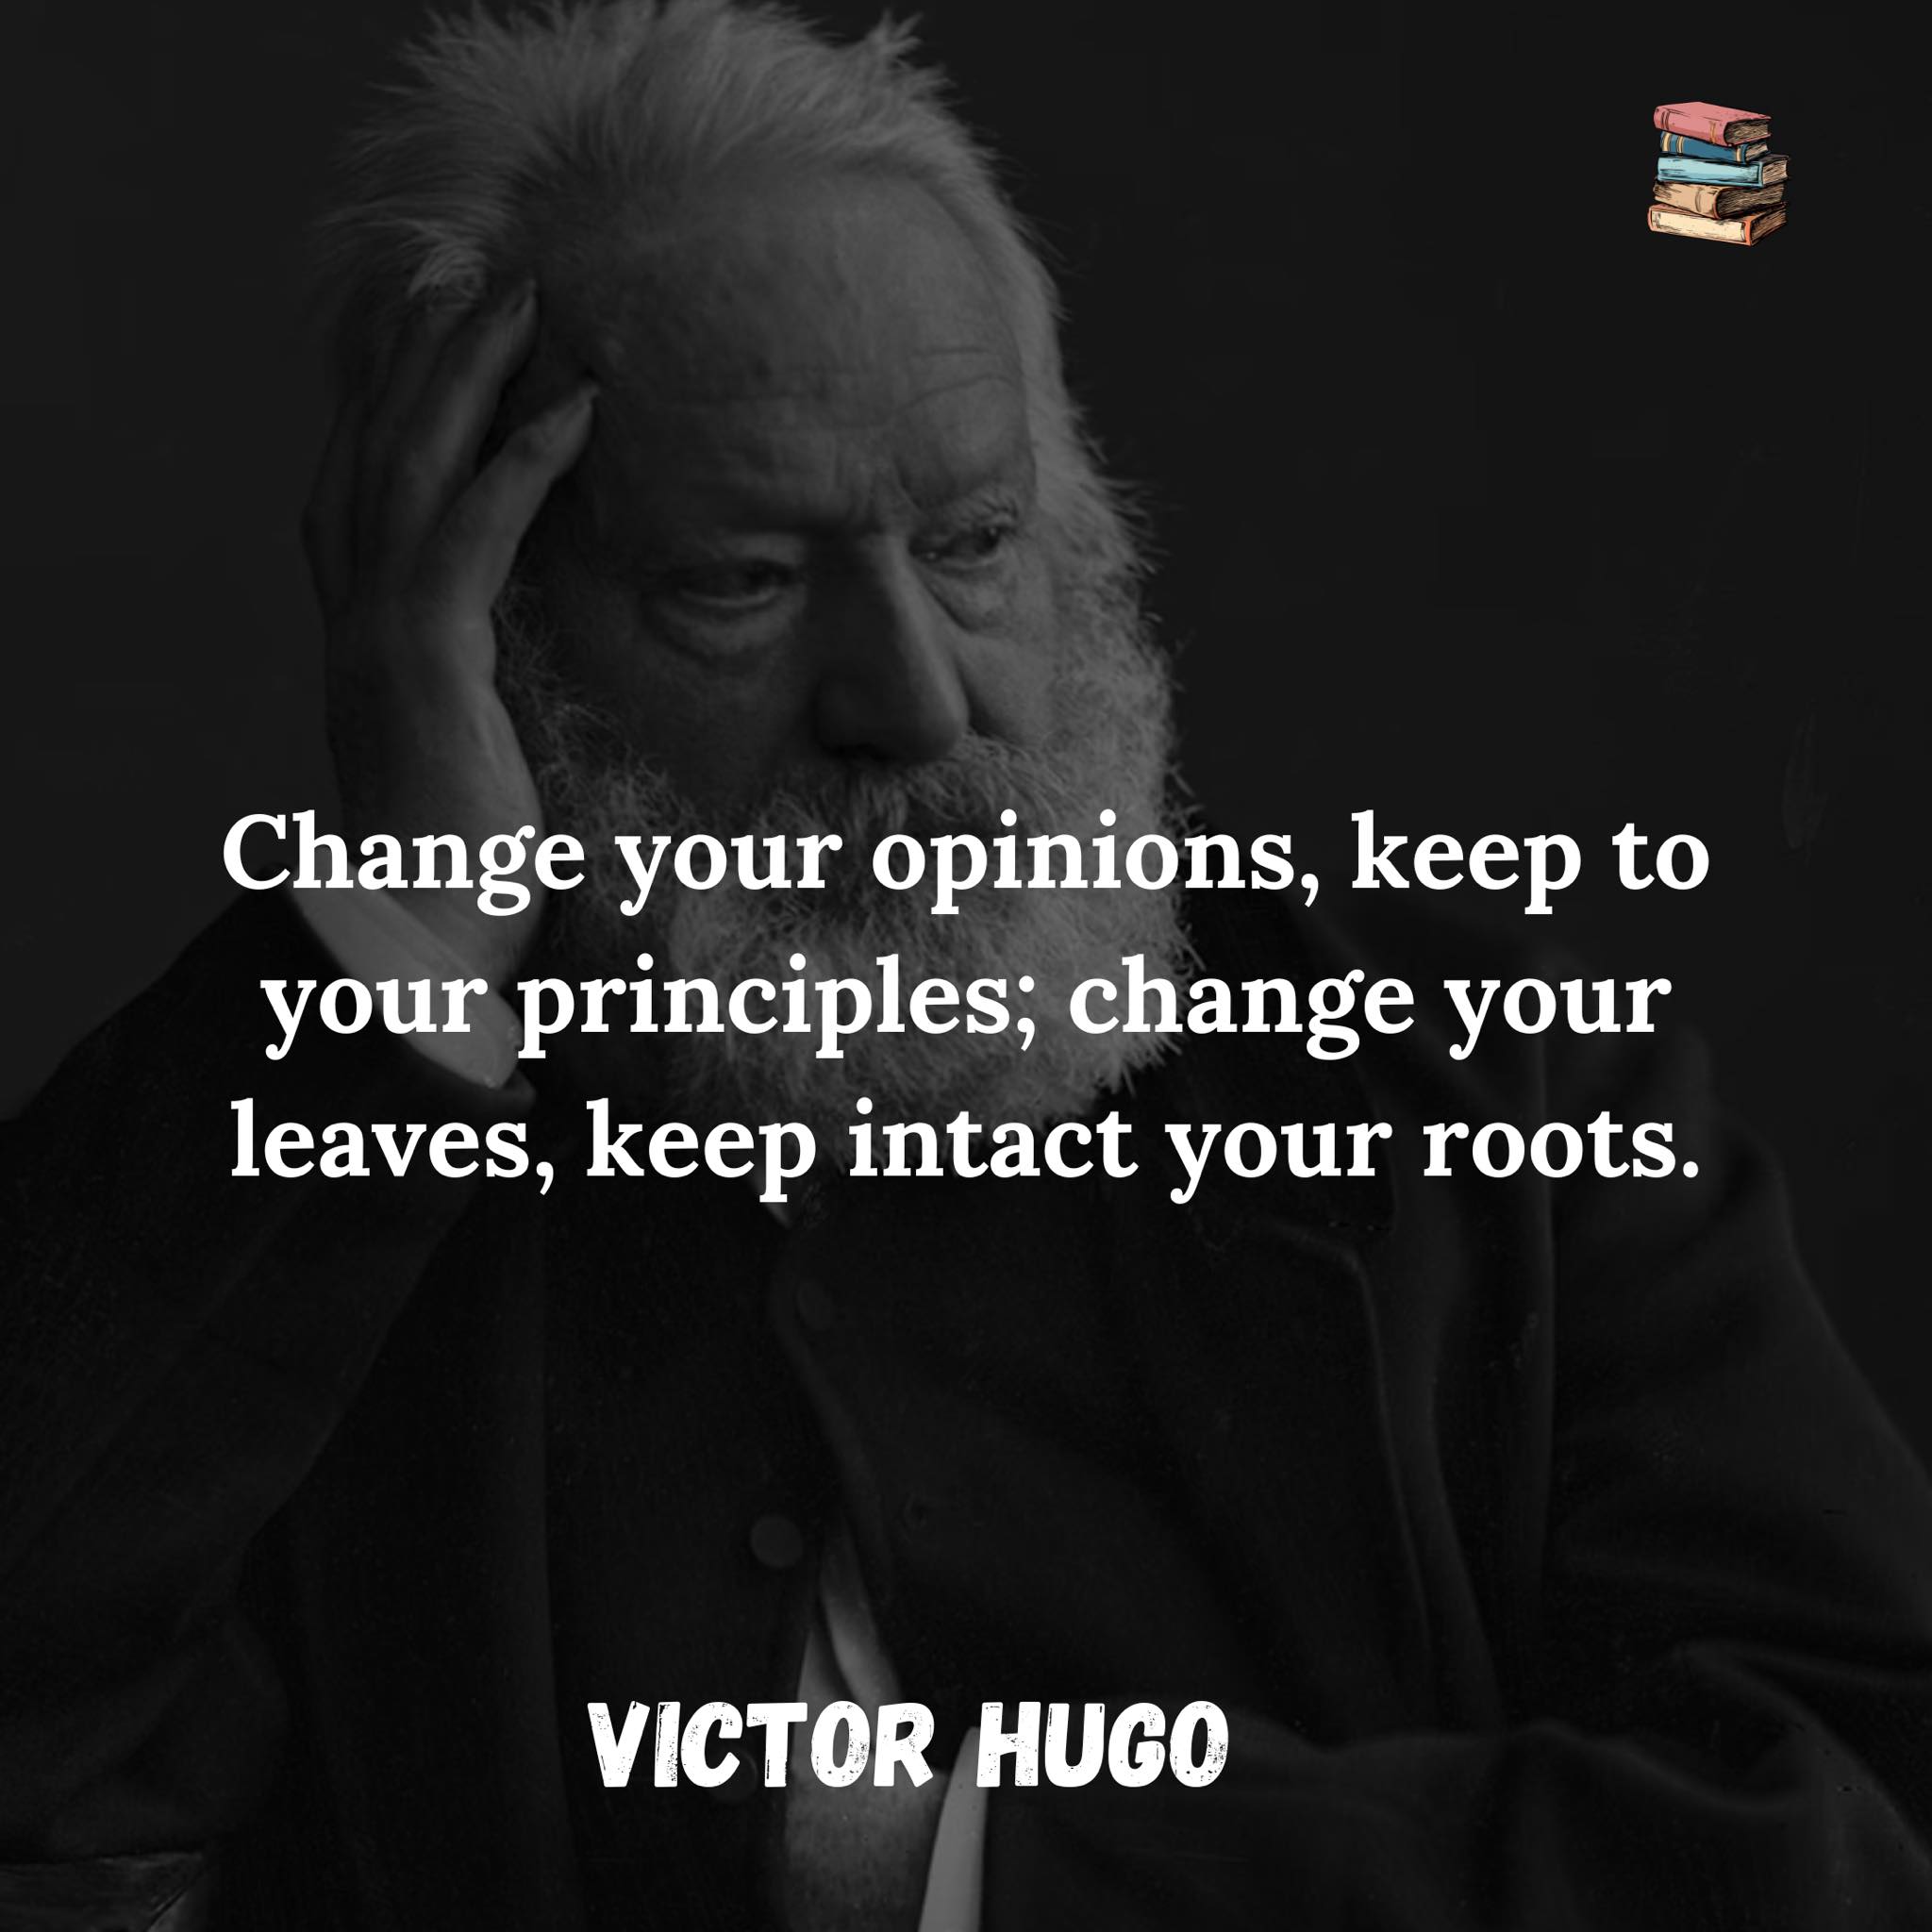 Change your opinions, keep to
your principles; change your
leaves, keep intact your roots.
VICTOR HUGO